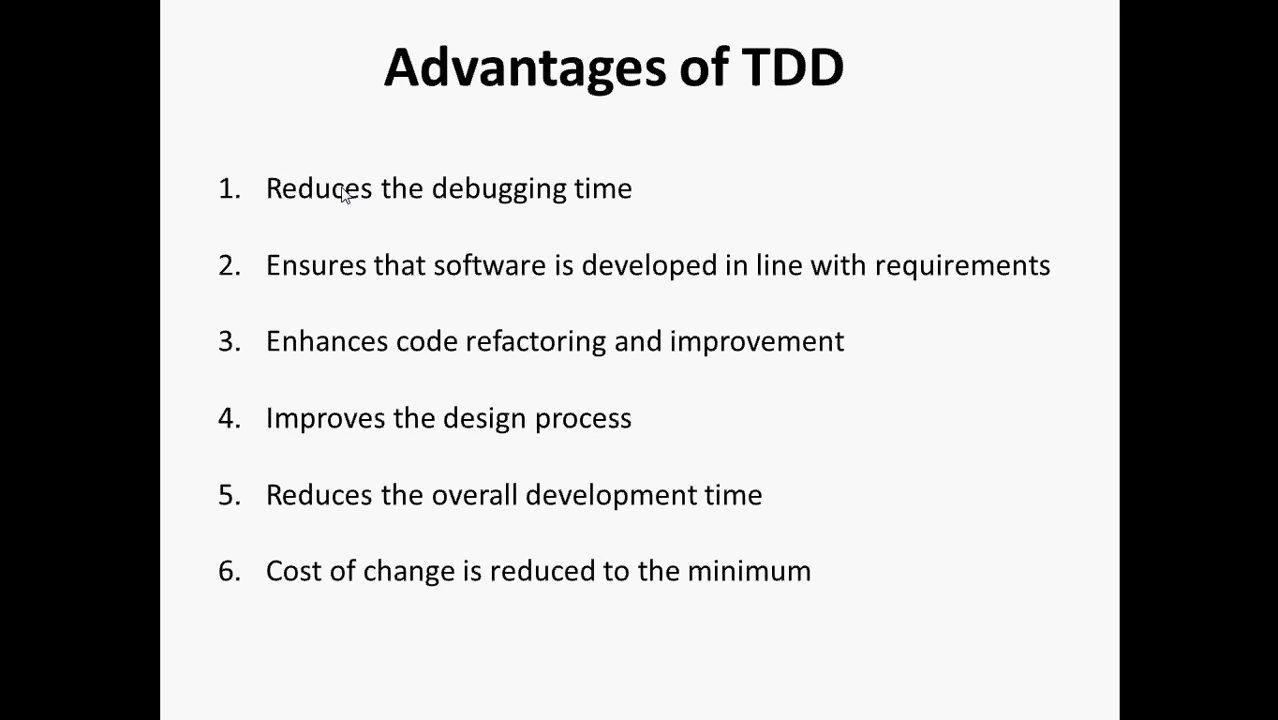 Advantages of TDD
1. Reduces the debugging time
2. Ensures that software is developed in line with requirements
3. Enhances code refactoring and improvement
4. Improves the design process
5. Reduces the overall development time
6. Cost of change is reduced to the minimum